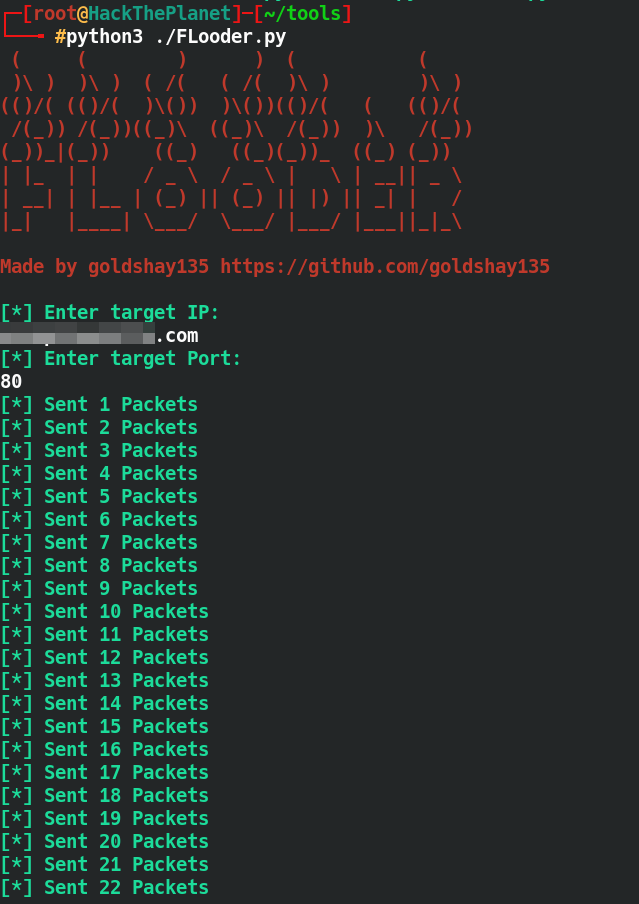 ┌─[root@HackThePlanet]─[~/tools]
└──╼ #python3 ./FLooder.py
 (     (        )      )  (           (
 )\ )  )\ )  ( /(   ( /(  )\ )        )\ )
(()/( (()/(  )\())  )\())(()/(   (   (()/(
 /(_)) /(_))((_)\  ((_)\  /(_))  )\   /(_))
(_))_|(_))    ((_)   ((_)(_))_  ((_) (_))
| |_  | |    / _ \  / _ \ |   \ | __|| _ \
| __| | |__ | (_) || (_) || |) || _| |   /
|_|   |____| \___/  \___/ |___/ |___||_|_\
Made by goldshay135 https://github.com/goldshay135
[*] Enter target IP:
.com
[*] Enter target Port:
80
[*] Sent 1 Packets
[*] Sent 2 Packets
[*] Sent 3 Packets
[*] Sent 4 Packets
[*] Sent 5 Packets
[*] Sent 6 Packets
[*] Sent 7 Packets
[*] Sent 8 Packets
[*] Sent 9 Packets
[*] Sent 10 Packets
[*] Sent 11 Packets
[*] Sent 12 Packets
[*] Sent 13 Packets
[*] Sent 14 Packets
[*] Sent 15 Packets
[*] Sent 16 Packets
[*] Sent 17 Packets
[*] Sent 18 Packets
[*] Sent 19 Packets
[*] Sent 20 Packets
[*] Sent 21 Packets
[*] Sent 22 Packets